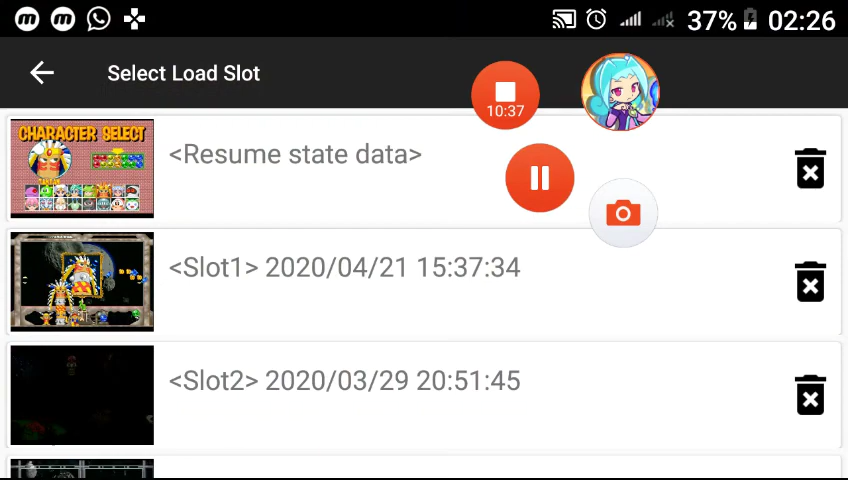 37% 02:26
Select Load Slot
10:37
CHARACTER SELECT
<Resume state data>
<Slot1> 2020/04/21 15:37:34
<Slot2> 2020/03/29 20:51:45